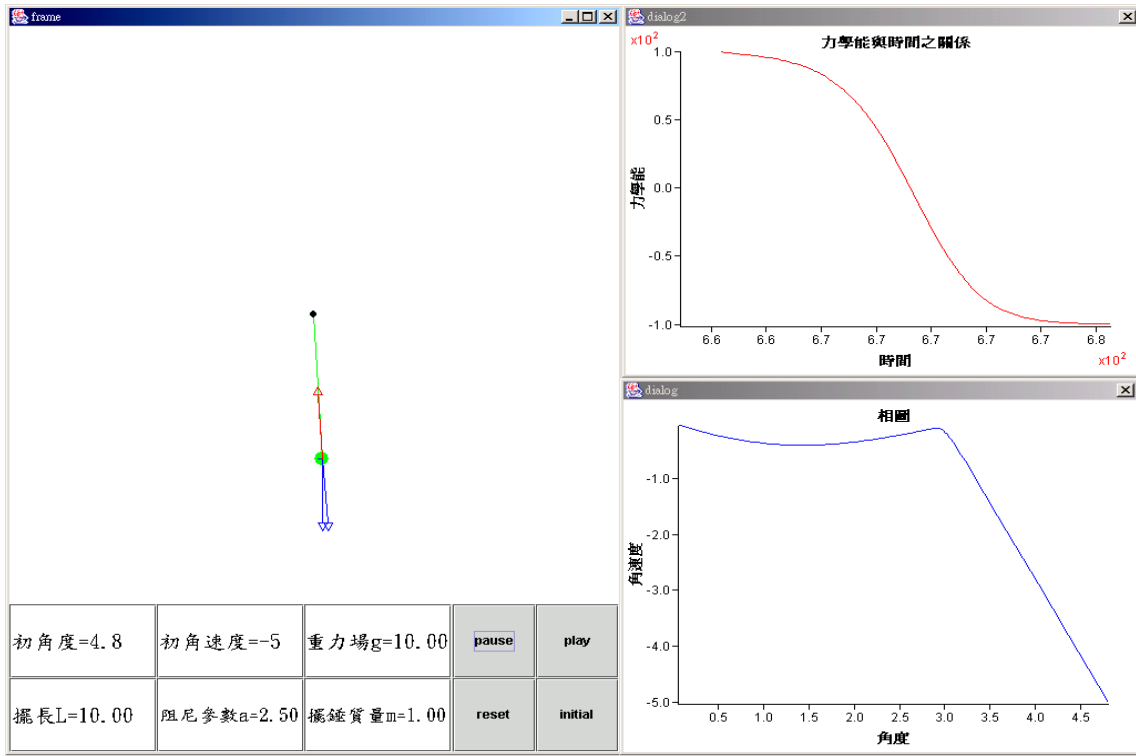 frame
初角度=4.8
初角速度=-5
重力場g=10.00
pause
play
擺長L=10.00
阻尼參數a=2.50
擺錘質量m=1.00
reset
initial
dialog2
x10²
力學能與時間之關係
1.0
0.5
0.0
-0.5
-1.0
力學能
6.6 6.6 6.7 6.7 6.7 6.7 6.7 6.8
時間
x10²
dialog
相圖
-1.0
-2.0
-3.0
-4.0
-5.0
角速度
0.5 1.0 1.5 2.0 2.5 3.0 3.5 4.0 4.5
角度